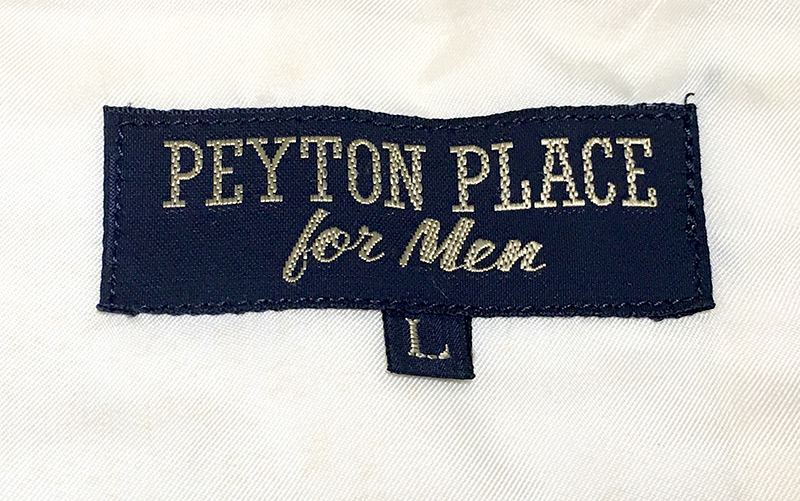 PEYTON PLACE
for Men
L